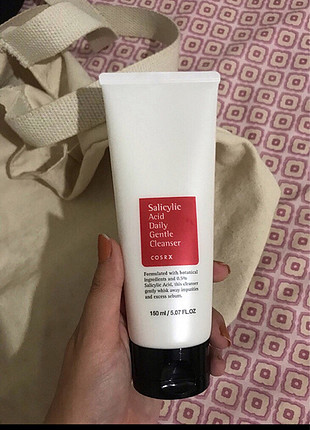 Salicylic
Acid
Daily
Gentle
Cleanser
COSRX
Formulated with botanical
ingredients and 0.5%
Salicylic Acid, this cleanser
gently whisk away impurities
and excess sebum.
150 ml / 5.07 FL.OZ